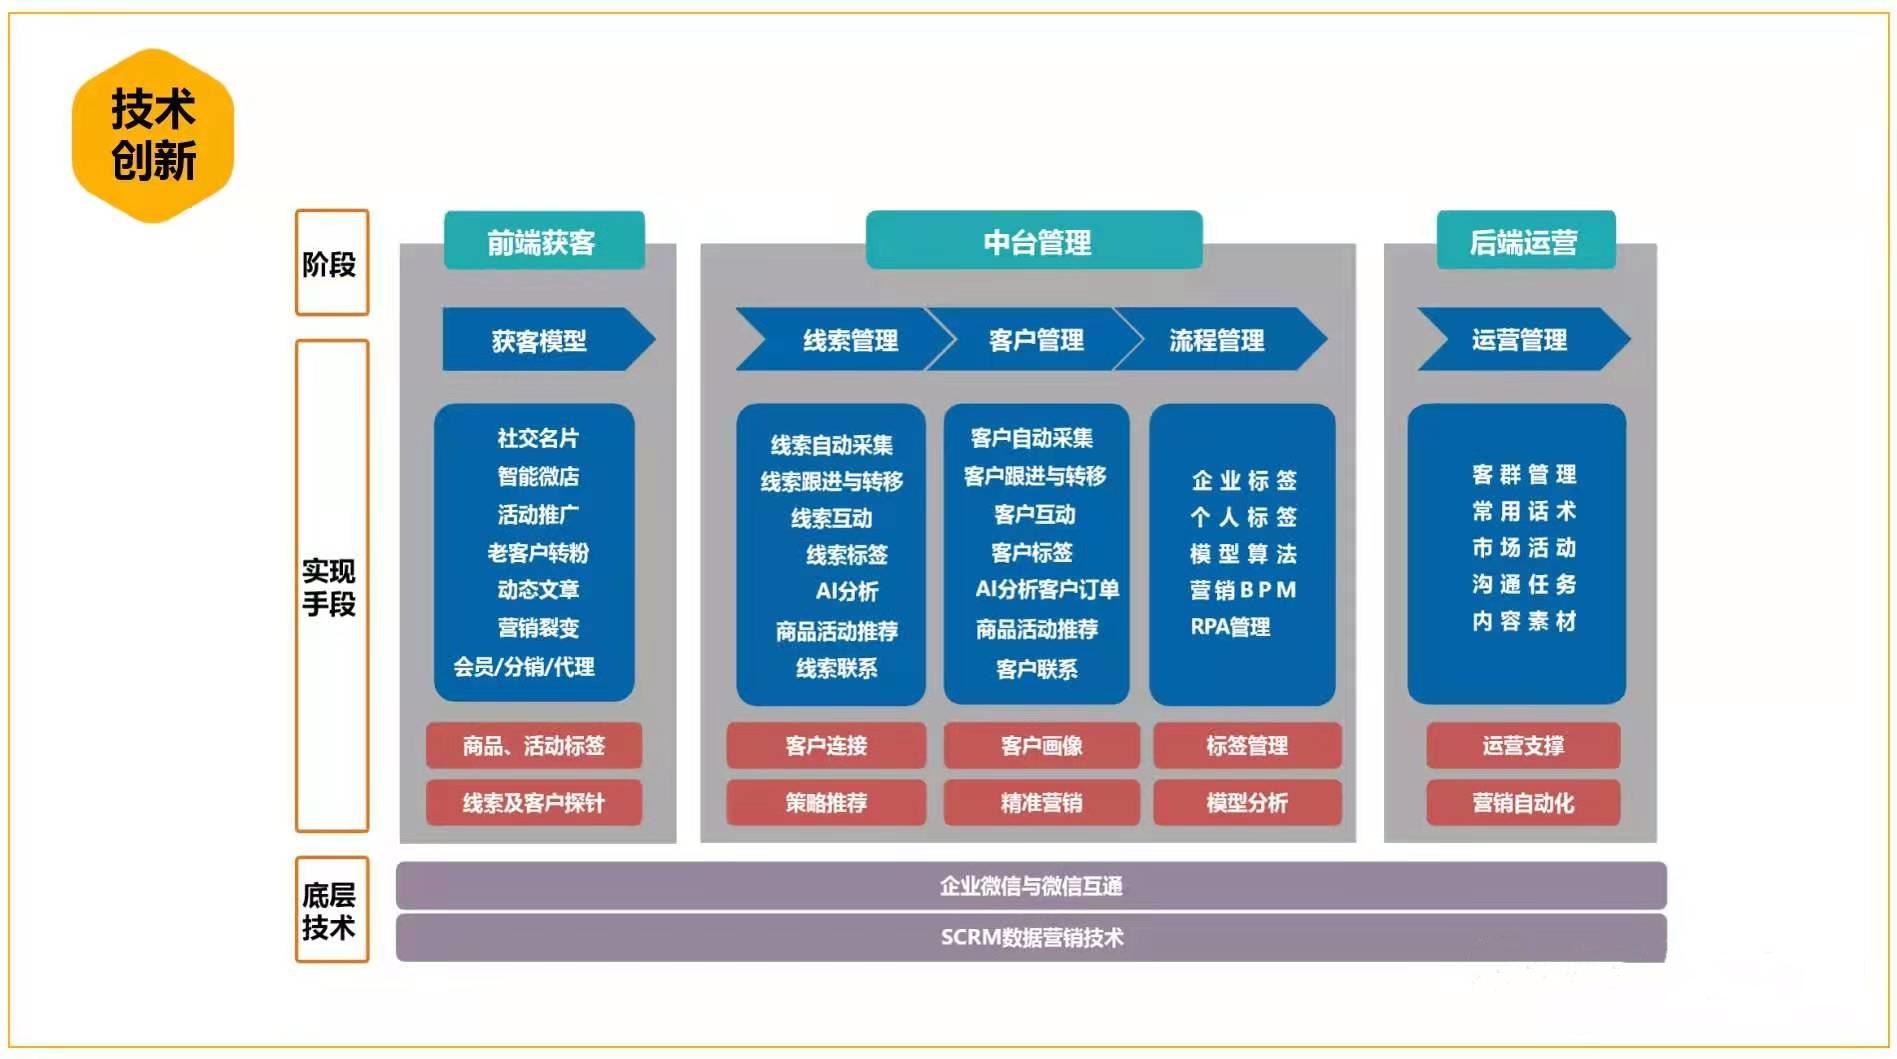 技术
创新
阶段
前端获客
中台管理
后端运营
获客模型
线索管理
客户管理
流程管理
运营管理
实现
手段
社交名片
智能微店
活动推广
老客户转粉
动态文章
营销裂变
会员/分销/代理
线索自动采集
线索跟进与转移
线索互动
线索标签
AI分析
商品活动推荐
线索联系
客户自动采集
客户跟进与转移
客户互动
客户标签
AI分析客户订单
商品活动推荐
客户联系
企业标签
个人标签
模型算法
营销BPM
RPA管理
客群管理
常用话术
市场活动
沟通任务
内容素材
商品、活动标签
客户连接
客户画像
标签管理
运营支撑
线索及客户探针
策略推荐
精准营销
模型分析
营销自动化
底层
技术
企业微信与微信互通
SCRM数据营销技术